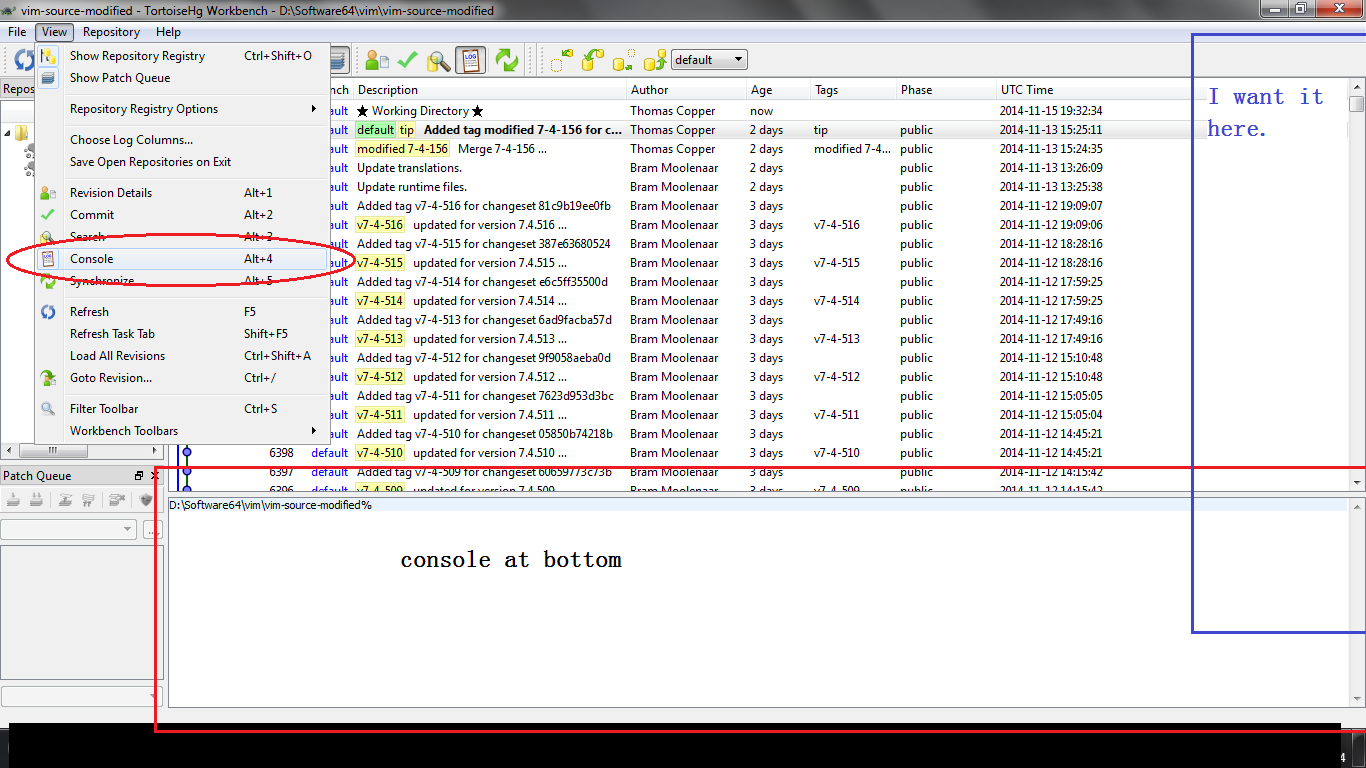 vim-source-modified - TortoiseHg Workbench - D:\Software64\vim\vim-source-modified
File View Repository Help
Show Repository Registry Ctrl+Shift+O
Show Patch Queue
Repository Registry Options
Choose Log Columns...
Save Open Repositories on Exit
Revision Details Alt+1
Commit Alt+2
Search Alt+3
Console Alt+4
Synchronize Alt+5
Refresh F5
Refresh Task Tab Shift+F5
Load All Revisions Ctrl+Shift+A
Goto Revision... Ctrl+/
Filter Toolbar Ctrl+S
Workbench Toolbars
LOG
default
I want it
here.
Repos
nch Description Author Age Tags Phase UTC Time
ault ★ Working Directory ★ Thomas Copper now 2014-11-15 19:32:34
ault default tip Added tag modified 7-4-156 for c... Thomas Copper 2 days tip public 2014-11-13 15:25:11
ault modified 7-4-156 Merge 7-4-156 ... Thomas Copper 2 days modified 7-4... public 2014-11-13 15:24:35
ault Update translations. Bram Moolenaar 2 days public 2014-11-13 13:26:09
ault Update runtime files. Bram Moolenaar 2 days public 2014-11-13 13:25:38
ault Added tag v7-4-516 for changeset 81c9b19ee0fb Bram Moolenaar 3 days public 2014-11-12 19:09:07
ault v7-4-516 updated for version 7.4.516 ... Bram Moolenaar 3 days v7-4-516 public 2014-11-12 19:09:06
ault Added tag v7-4-515 for changeset 387e63680524 Bram Moolenaar 3 days public 2014-11-12 18:28:16
ault v7-4-515 updated for version 7.4.515 ... Bram Moolenaar 3 days v7-4-515 public 2014-11-12 18:28:16
ault Added tag v7-4-514 for changeset e6c5ff35500d Bram Moolenaar 3 days public 2014-11-12 17:59:25
ault v7-4-514 updated for version 7.4.514 ... Bram Moolenaar 3 days v7-4-514 public 2014-11-12 17:59:25
ault Added tag v7-4-513 for changeset 6ad9facba57d Bram Moolenaar 3 days public 2014-11-12 17:49:16
ault v7-4-513 updated for version 7.4.513 ... Bram Moolenaar 3 days v7-4-513 public 2014-11-12 17:49:16
ault Added tag v7-4-512 for changeset 9f9058aeba0d Bram Moolenaar 3 days public 2014-11-12 15:10:48
ault v7-4-512 updated for version 7.4.512 ... Bram Moolenaar 3 days v7-4-512 public 2014-11-12 15:10:48
ault Added tag v7-4-511 for changeset 7623d953d3bc Bram Moolenaar 3 days public 2014-11-12 15:05:05
ault v7-4-511 updated for version 7.4.511 ... Bram Moolenaar 3 days v7-4-511 public 2014-11-12 15:05:04
ault Added tag v7-4-510 for changeset 05850b74218b Bram Moolenaar 3 days public 2014-11-12 14:45:21
6398 default v7-4-510 updated for version 7.4.510 ... Bram Moolenaar 3 days v7-4-510 public 2014-11-12 14:45:21
6397 default Added tag v7-4-509 for changeset 60659773c73b Bram Moolenaar 3 days public 2014-11-12 14:15:42
6396 default v7-4-509 updated for version 7.4.509 Bram Moolenaar 3 days v7-4-509 public 2014-11-12 14:15:42
Patch Queue
...
D:\Software64\vim\vim-source-modified%
console at bottom
4